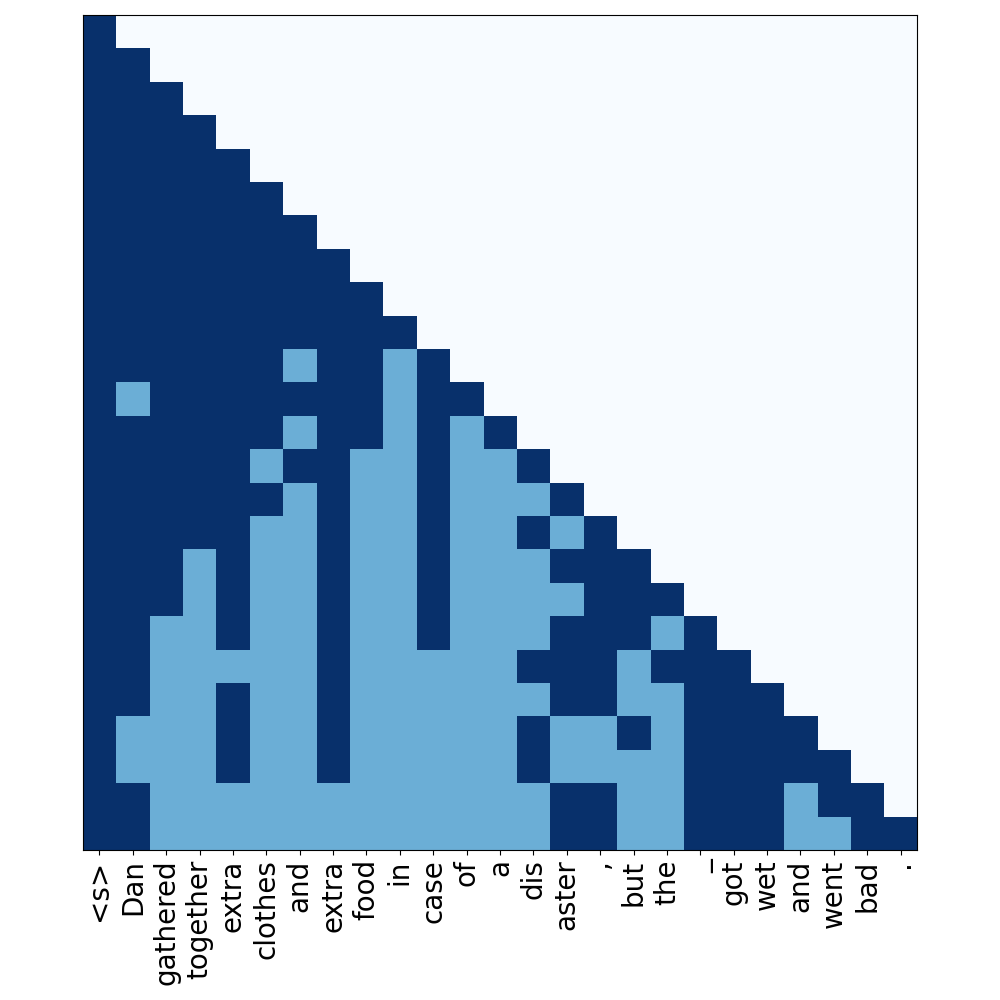 <s> Dan gathered together extra clothes and extra food in case of a dis aster , but the _ got wet and went bad .